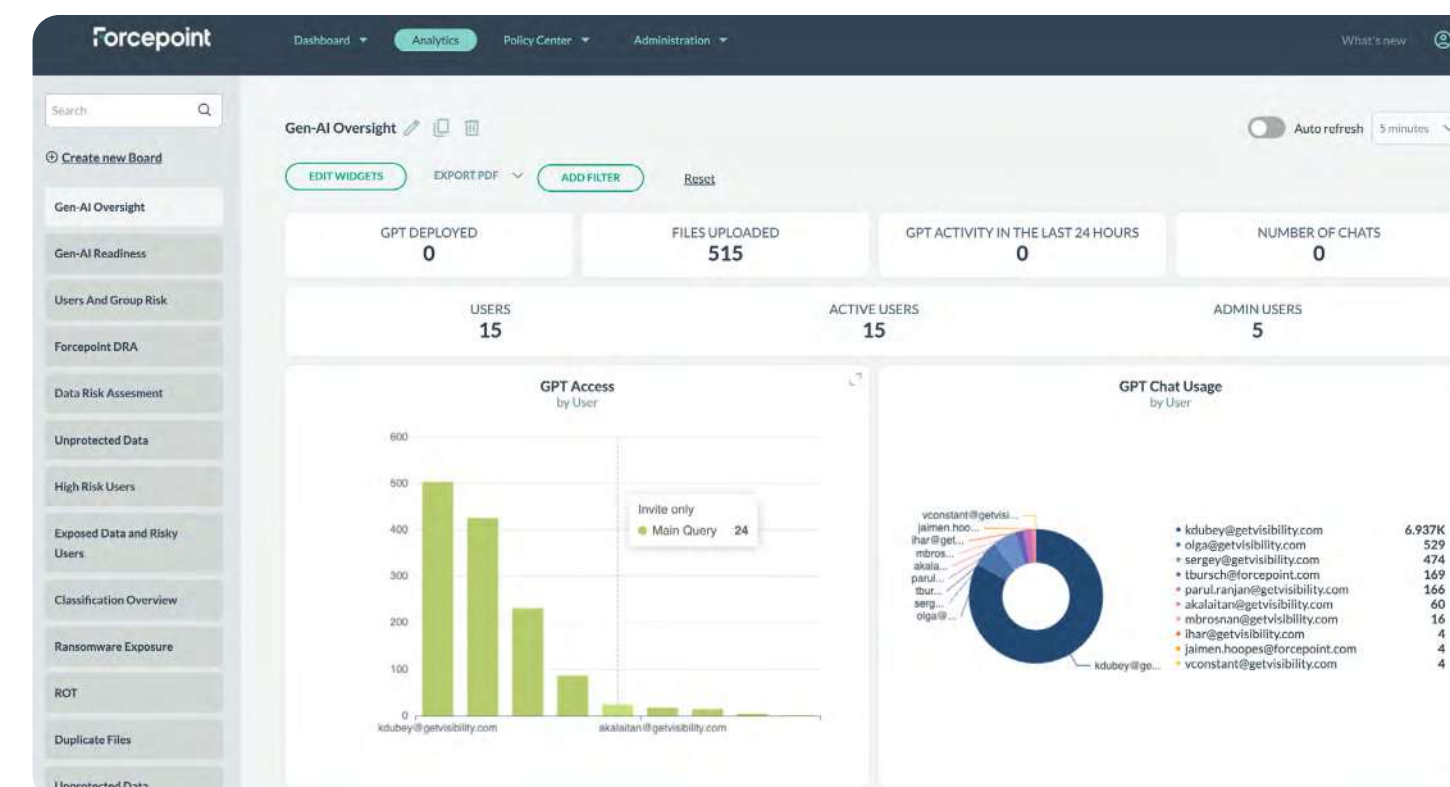 Forcepoint
Dashboard
Analytics
Policy Center
Administration
What's new
Search
Create new Board
Gen-AI Oversight
Gen-AI Readiness
Users And Group Risk
Forcepoint DRA
Data Risk Assesment
Unprotected Data
High Risk Users
Exposed Data and Risky
Users
Classification Overview
Ransomware Exposure
ROT
Duplicate Files
Unprotected Data
Gen-AI Oversight
Auto refresh
5 minutes
EDIT WIDGETS
EXPORT PDF
ADD FILTER
Reset
GPT DEPLOYED
0
FILES UPLOADED
515
GPT ACTIVITY IN THE LAST 24 HOURS
0
NUMBER OF CHATS
0
USERS
15
ACTIVE USERS
15
ADMIN USERS
5
GPT Access
by User
600
500
400
300
200
100
0
Invite only
Main Query 24
kdubey@getvisibility.com
akalaitan@getvisibility.com
GPT Chat Usage
by User
vconstant@getvisi...
jaimen.hoo...
ihar@get...
mbros...
akala...
parul...
tbur...
serg...
olga@...
kdubey@ge...
kdubey@getvisibility.com 6.937K
olga@getvisibility.com 529
sergey@getvisibility.com 474
tbursch@forcepoint.com 169
parul.ranjan@getvisibility.com 166
akalaitan@getvisibility.com 60
mbrosnan@getvisibility.com 16
ihar@getvisibility.com 4
jaimen.hoopes@forcepoint.com 4
vconstant@getvisibility.com 4